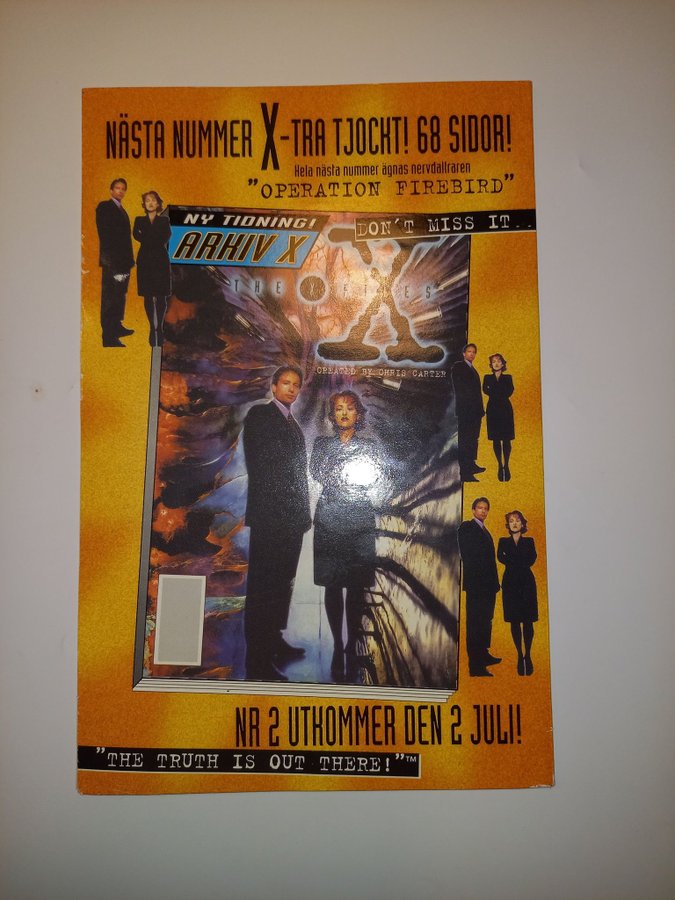 NÄSTA NUMMER X-TRA TJOCKT! 68 SIDOR!
Hela nästa nummer ägnas nervdallraren
"OPERATION FIREBIRD"
NY TIDNING!
DON'T MISS IT...
ARKIV X
THE X FILES
X
CREATED BY CHRIS CARTER
NR 2 UTKOMMER DEN 2 JULI!
"THE TRUTH IS OUT THERE!"™